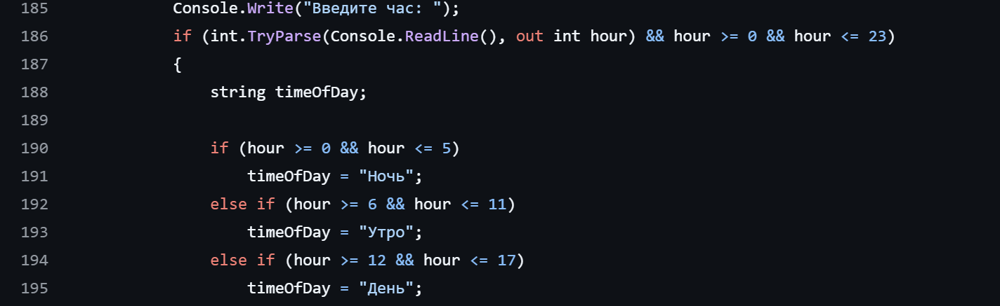 185 Console.Write("Введите час: ");
186 if (int.TryParse(Console.ReadLine(), out int hour) && hour >= 0 && hour <= 23)
187 {
188 string timeOfDay;
189
190 if (hour >= 0 && hour <= 5)
191 timeOfDay = "Ночь";
192 else if (hour >= 6 && hour <= 11)
193 timeOfDay = "Утро";
194 else if (hour >= 12 && hour <= 17)
195 timeOfDay = "День";